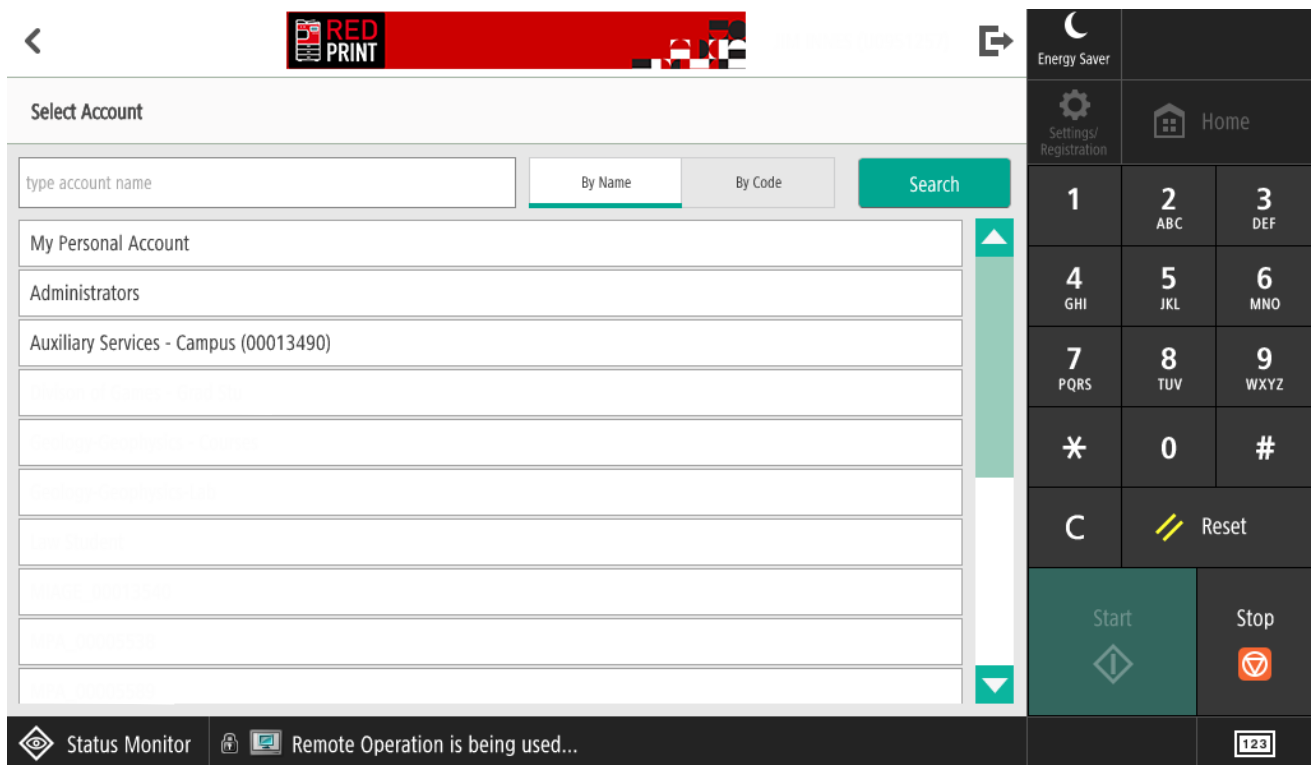 RED
PRINT
Energy Saver
Select Account
Settings/
Registration
Home
type account name
By Name
By Code
Search
My Personal Account
Administrators
Auxiliary Services - Campus (00013490)
1
2
ABC
3
DEF
4
GHI
5
JKL
6
MNO
7
PQRS
8
TUV
9
WXYZ
0
#
C
Reset
Start
Stop
Status Monitor
Remote Operation is being used...
123